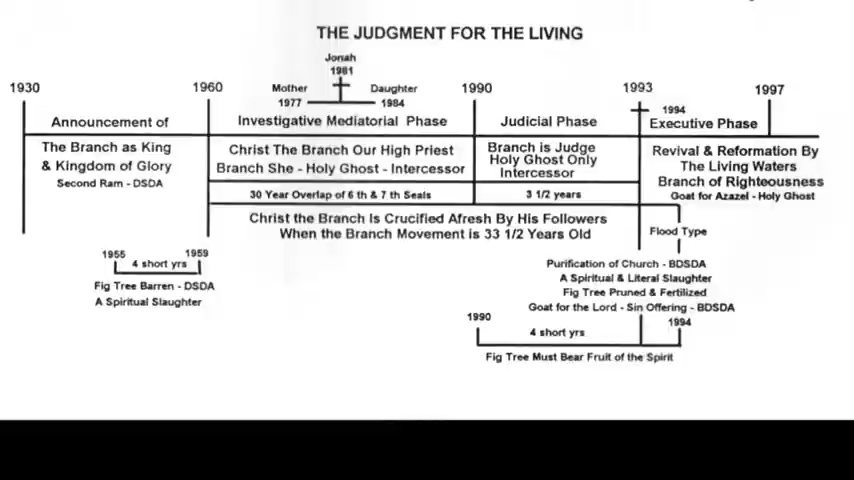 THE JUDGMENT FOR THE LIVING
Jonah
1981
1930
1960
Mother
1977
Daughter
1984
1990
1993
1994
1997
Announcement of
Investigative Mediatorial Phase
Judicial Phase
Executive Phase
The Branch as King
& Kingdom of Glory
Second Ram - DSDA
Christ The Branch Our High Priest
Branch She - Holy Ghost - Intercessor
Branch is Judge
Holy Ghost Only
Intercessor
Revival & Reformation By
The Living Waters
Branch of Righteousness
Goat for Azazel - Holy Ghost
30 Year Overlap of 6 th & 7 th Seals
3 1/2 years
Christ the Branch Is Crucified Afresh By His Followers
When the Branch Movement is 33 1/2 Years Old
Flood Type
1955
1959
4 short yrs
Fig Tree Barren - DSDA
A Spiritual Slaughter
Purification of Church - BDSDA
A Spiritual & Literal Slaughter
Fig Tree Pruned & Fertilized
Goat for the Lord - Sin Offering - BDSDA
1990
1994
4 short yrs
Fig Tree Must Bear Fruit of the Spirit